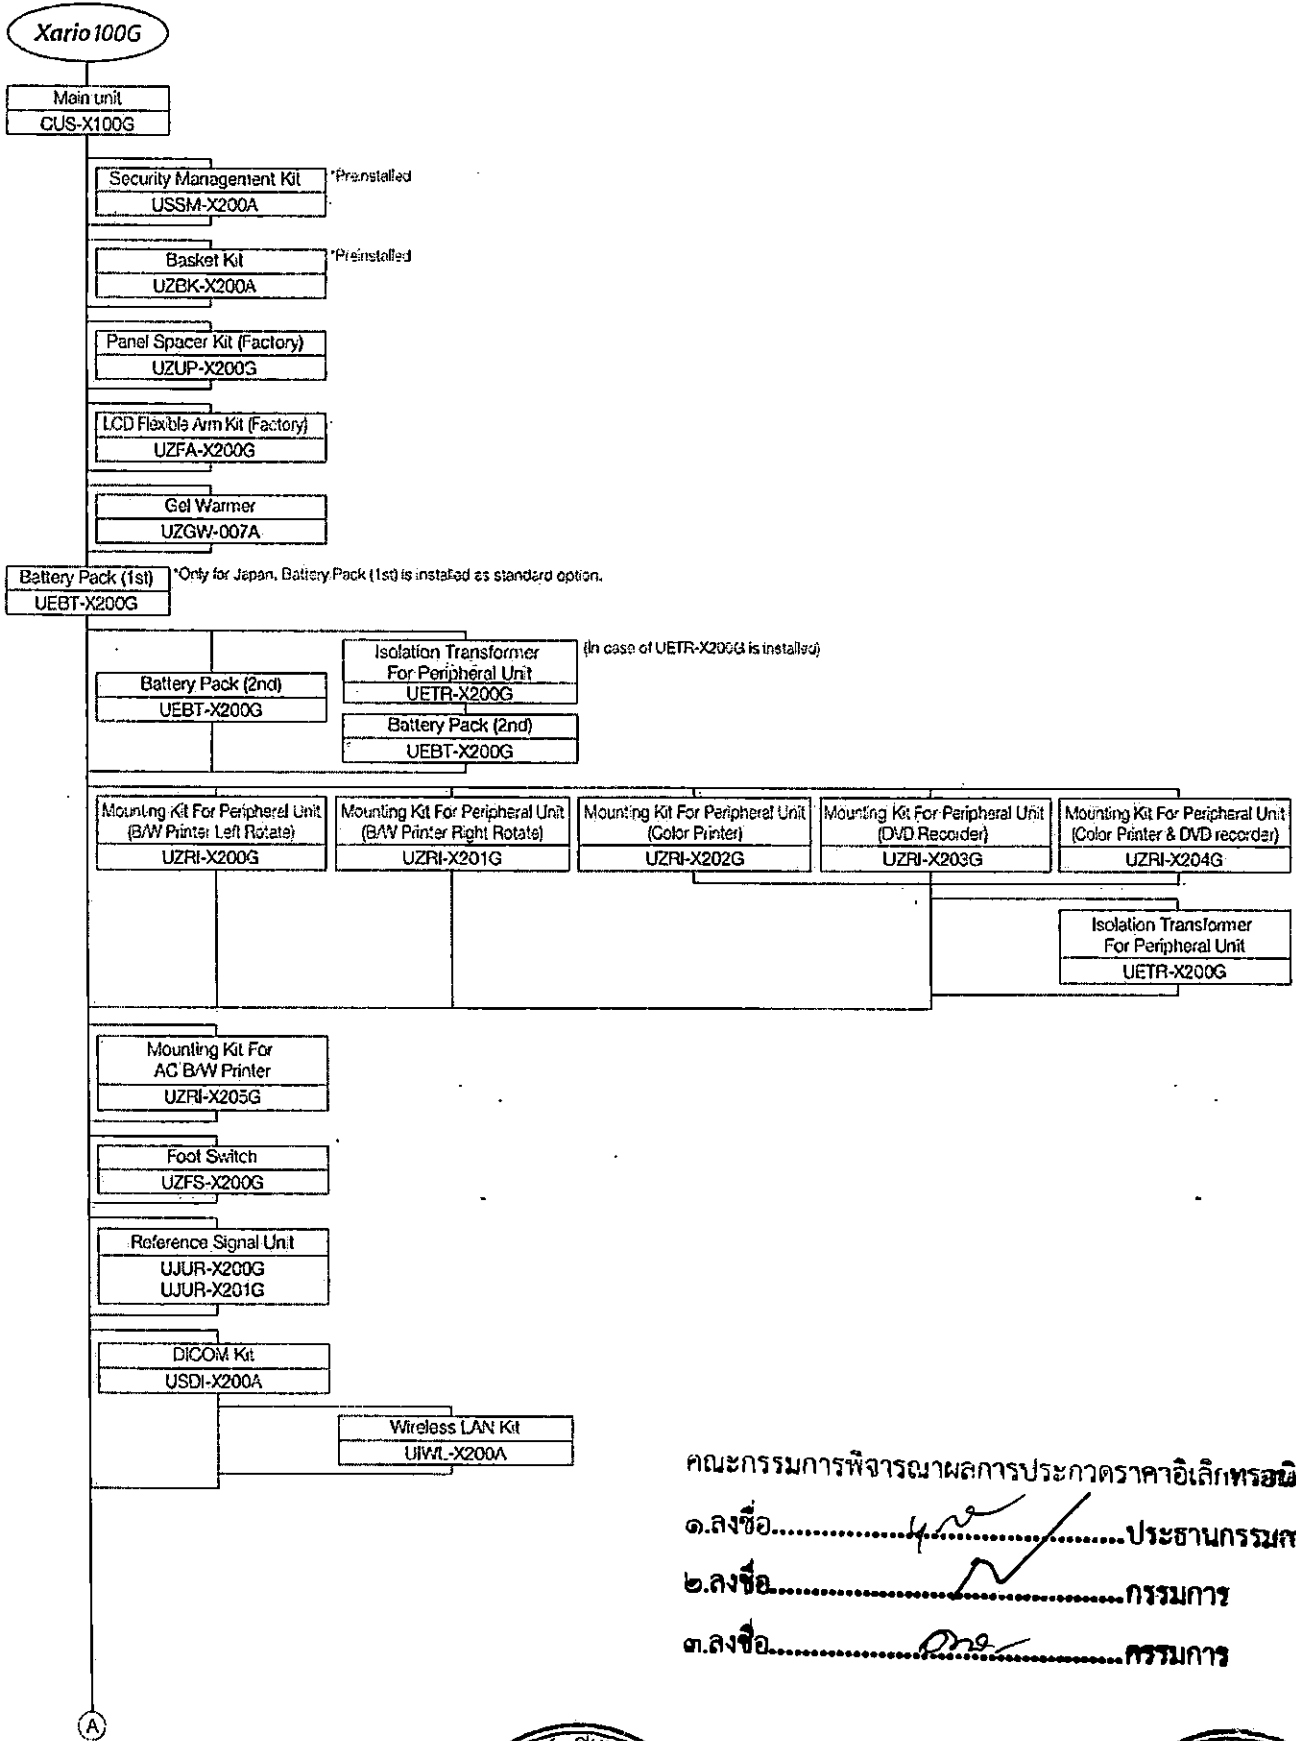 Xario 100G
Main unit
CUS-X100G
Security Management Kit
*Preinstalled
USSM-X200A
Basket Kit
*Preinstalled
UZBK-X200A
Panel Spacer Kit (Factory)
UZUP-X200G
LCD Flexible Arm Kit (Factory)
UZFA-X200G
Gel Warmer
UZGW-007A
Battery Pack (1st)
*Only for Japan, Battery Pack (1st) is installed as standard option.
UEBT-X200G
Isolation Transformer
For Peripheral Unit
UETR-X200G
(In case of UETR-X200G is installed)
Battery Pack (2nd)
UEBT-X200G
Battery Pack (2nd)
UEBT-X200G
Mounting Kit For Peripheral Unit
(B/W Printer Left Rotate)
UZRI-X200G
Mounting Kit For Peripheral Unit
(B/W Printer Right Rotate)
UZRI-X201G
Mounting Kit For Peripheral Unit
(Color Printer)
UZRI-X202G
Mounting Kit For Peripheral Unit
(DVD Recorder)
UZRI-X203G
Mounting Kit For Peripheral Unit
(Color Printer & DVD recorder)
UZRI-X204G
Isolation Transformer
For Peripheral Unit
UETR-X200G
Mounting Kit For
AC B/W Printer
UZRI-X205G
Foot Switch
UZFS-X200G
Reference Signal Unit
UJUR-X200G
UJUR-X201G
DICOM Kit
USDI-X200A
Wireless LAN Kit
UIWL-X200A
คณะกรรมการพิจารณาผลการประกวดราคาอิเล็กทรอนิ
๑.ลงชื่อ..............................ประธานกรรมก
๒.ลงชื่อ..............................กรรมการ
๓.ลงชื่อ..............................กรรมการ
A